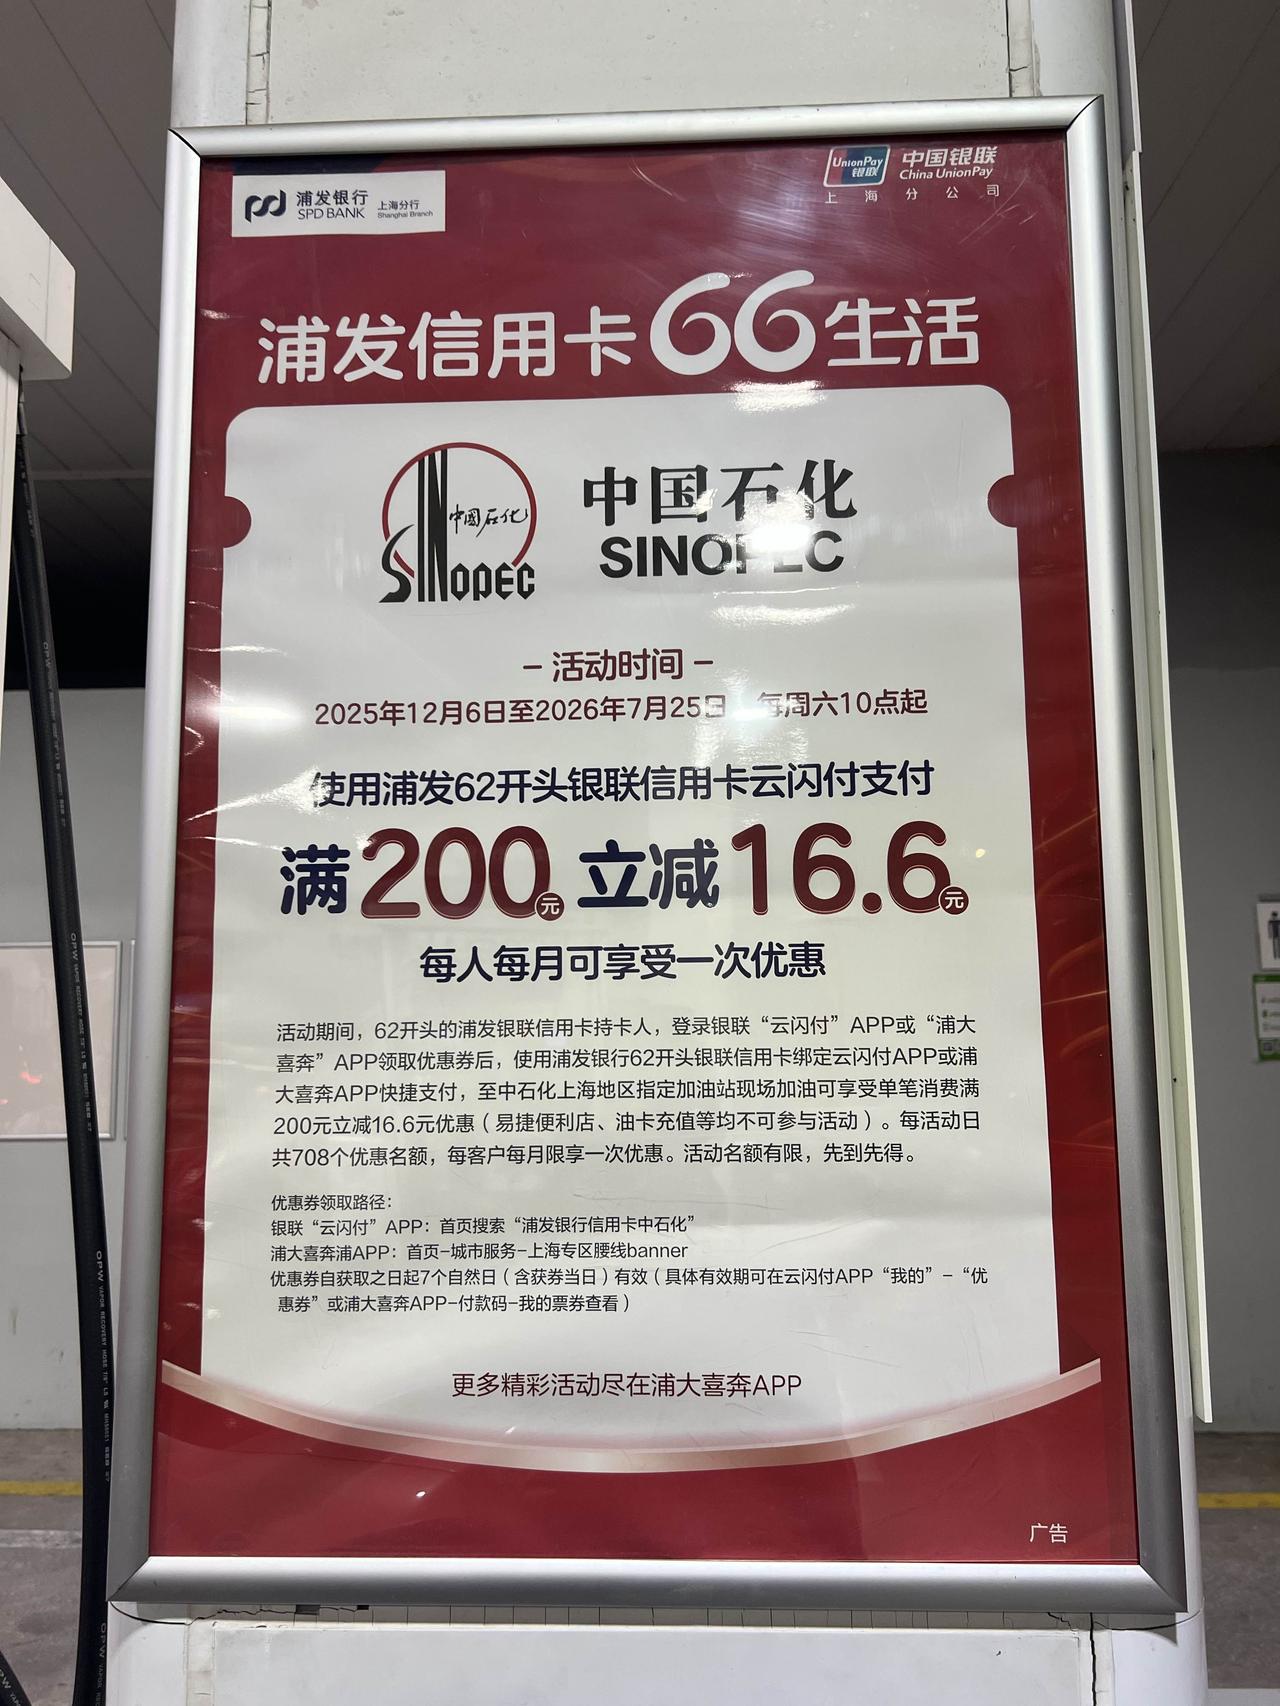 浦发银行
SPD BANK
上海分行
Shanghai Branch
UnionPay
银联
中国银联
China UnionPay
上海分公司
浦发信用卡66生活
中國石化
SINOPEC
中国石化
SINOPEC
– 活动时间 –
2025年12月6日至2026年7月25日 每周六10点起
使用浦发62开头银联信用卡云闪付支付
满200元 立减16.6元
每人每月可享受一次优惠
活动期间，62开头的浦发银联信用卡持卡人，登录银联“云闪付”APP或“浦大
喜奔”APP领取优惠券后，使用浦发银行62开头银联信用卡绑定云闪付APP或浦
大喜奔APP快捷支付，至中石化上海地区指定加油站现场加油可享受单笔消费满
200元立减16.6元优惠（易捷便利店、油卡充值等均不可参与活动）。每活动日
共708个优惠名额，每客户每月限享一次优惠。活动名额有限，先到先得。
优惠券领取路径：
银联“云闪付”APP：首页搜索“浦发银行信用卡中石化”
浦大喜奔浦APP：首页–城市服务–上海专区腰线banner
优惠券自获取之日起7个自然日（含获券当日）有效（具体有效期可在云闪付APP“我的”–“优
惠券”或浦大喜奔APP–付款码–我的票券查看）
更多精彩活动尽在浦大喜奔APP
广告